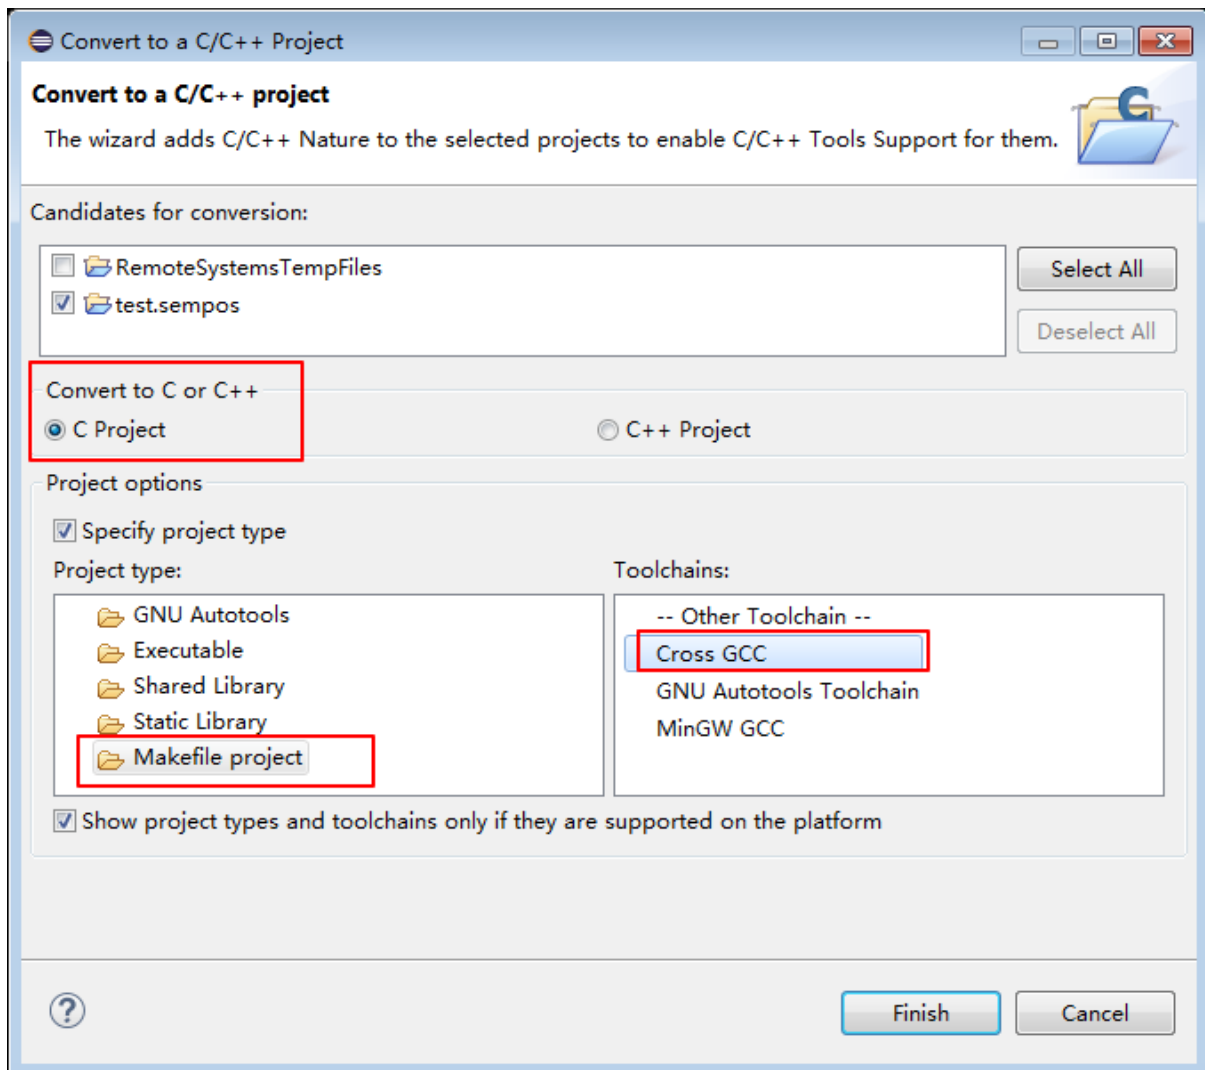 Convert to a C/C++ Project
Convert to a C/C++ project
The wizard adds C/C++ Nature to the selected projects to enable C/C++ Tools Support for them.
Candidates for conversion:
RemoteSystemsTempFiles
Select All
test.sempos
Deselect All
Convert to C or C++
C Project
C++ Project
Project options
Specify project type
Project type:
Toolchains:
GNU Autotools
Executable
Shared Library
Static Library
Makefile project
-- Other Toolchain --
Cross GCC
GNU Autotools Toolchain
MinGW GCC
Show project types and toolchains only if they are supported on the platform
Finish
Cancel